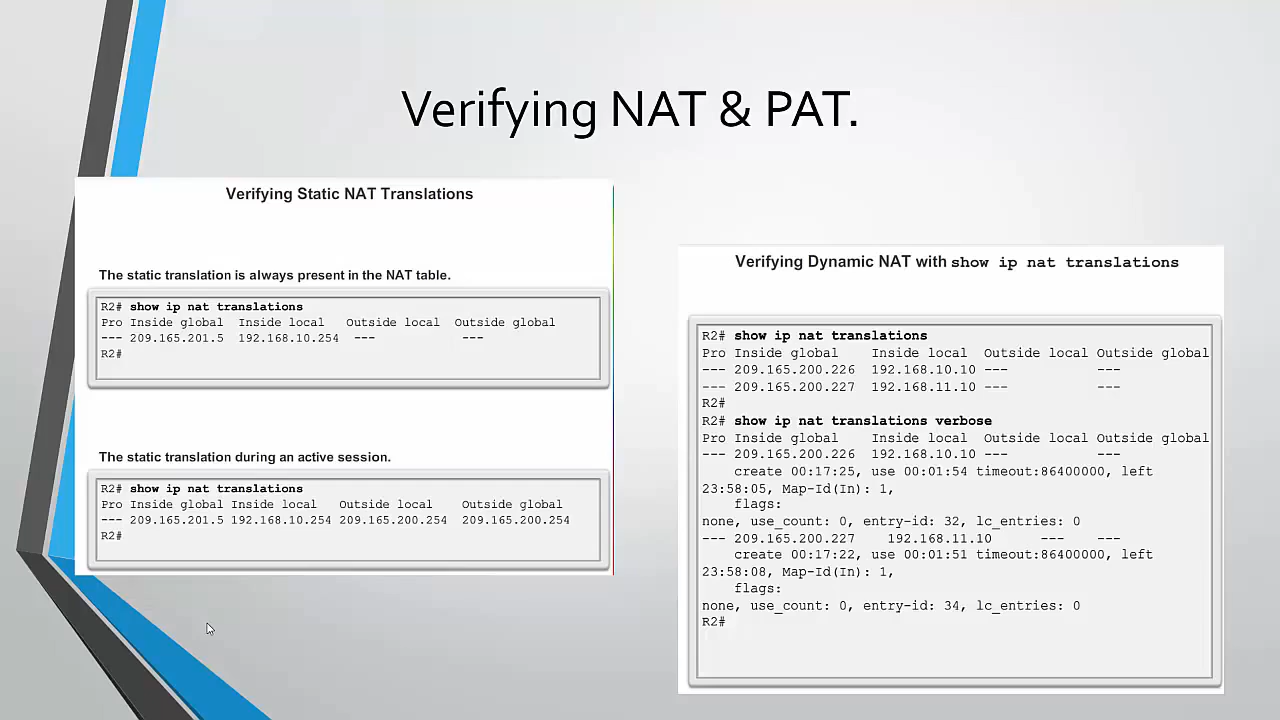 Verifying NAT & PAT.
Verifying Static NAT Translations
The static translation is always present in the NAT table.
R2# show ip nat translations
Pro Inside global  Inside local   Outside local  Outside global
--- 209.165.201.5  192.168.10.254  ---            ---
R2#
The static translation during an active session.
R2# show ip nat translations
Pro Inside global Inside local   Outside local    Outside global
--- 209.165.201.5 192.168.10.254 209.165.200.254  209.165.200.254
R2#
Verifying Dynamic NAT with show ip nat translations
R2# show ip nat translations
Pro Inside global    Inside local  Outside local Outside global
--- 209.165.200.226  192.168.10.10 ---           ---
--- 209.165.200.227  192.168.11.10 ---           ---
R2#
R2# show ip nat translations verbose
Pro Inside global    Inside local  Outside local Outside global
--- 209.165.200.226  192.168.10.10 ---           ---
create 00:17:25, use 00:01:54 timeout:86400000, left
23:58:05, Map-Id(In): 1,
flags:
none, use_count: 0, entry-id: 32, lc_entries: 0
--- 209.165.200.227    192.168.11.10      ---    ---
create 00:17:22, use 00:01:51 timeout:86400000, left
23:58:08, Map-Id(In): 1,
flags:
none, use_count: 0, entry-id: 34, lc_entries: 0
R2#